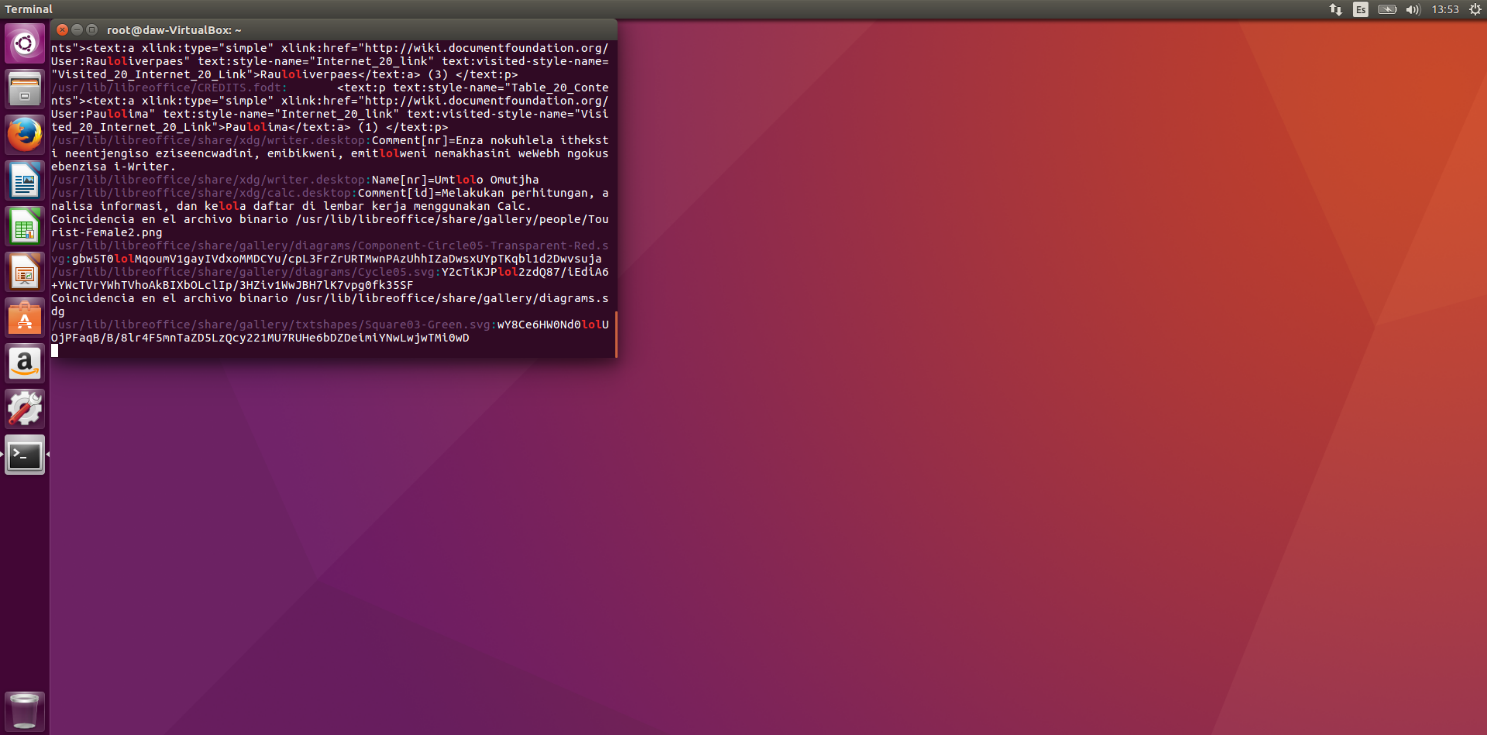 Terminal
Es
13:53
root@daw-VirtualBox: ~
nts"><text:a xlink:type="simple" xlink:href="http://wiki.documentfoundation.org/
User:Rauloliverpaes" text:style-name="Internet_20_link" text:visited-style-name=
"Visited_20_Internet_20_Link">Rauloliverpaes</text:a> (3) </text:p>
/usr/lib/libreoffice/CREDITS.fodt:       <text:p text:style-name="Table_20_Conte
nts"><text:a xlink:type="simple" xlink:href="http://wiki.documentfoundation.org/
User:Paulolima" text:style-name="Internet_20_link" text:visited-style-name="Visi
ted_20_Internet_20_Link">Paulolima</text:a> (1) </text:p>
/usr/lib/libreoffice/share/xdg/writer.desktop:Comment[nr]=Enza nokuhlela ithekst
i neentjengiso eziseencwadini, emibikweni, emitlolweni nemakhasini weWebh ngokus
ebenzisa i-Writer.
/usr/lib/libreoffice/share/xdg/writer.desktop:Name[nr]=Umtlolo Omutjha
/usr/lib/libreoffice/share/xdg/calc.desktop:Comment[id]=Melakukan perhitungan, a
nalisa informasi, dan kelola daftar di lembar kerja menggunakan Calc.
Coincidencia en el archivo binario /usr/lib/libreoffice/share/gallery/people/Tou
rist-Female2.png
/usr/lib/libreoffice/share/gallery/diagrams/Component-Circle05-Transparent-Red.s
vg:gbw5T0lolMqoumV1gayIVdxoMMDCYu/cpL3FrZrURTMwnPAzUhhIZaDwsxUYpTKqbl1d2Dwvsuja
/usr/lib/libreoffice/share/gallery/diagrams/Cycle05.svg:Y2cTiKJPlol2zdQ87/iEdiA6
+YWcTVrYWhTVhoAkBIXbOLclIp/3HZiv1WwJBH7lK7vpg0fk35SF
Coincidencia en el archivo binario /usr/lib/libreoffice/share/gallery/diagrams.s
dg
/usr/lib/libreoffice/share/gallery/txtshapes/Square03-Green.svg:wY8Ce6HW0Nd0lolU
OjPFaqB/B/8lr4F5mnTaZD5LzQcy221MU7RUHe6bDZDeimiYNwLwjwTMi0wD